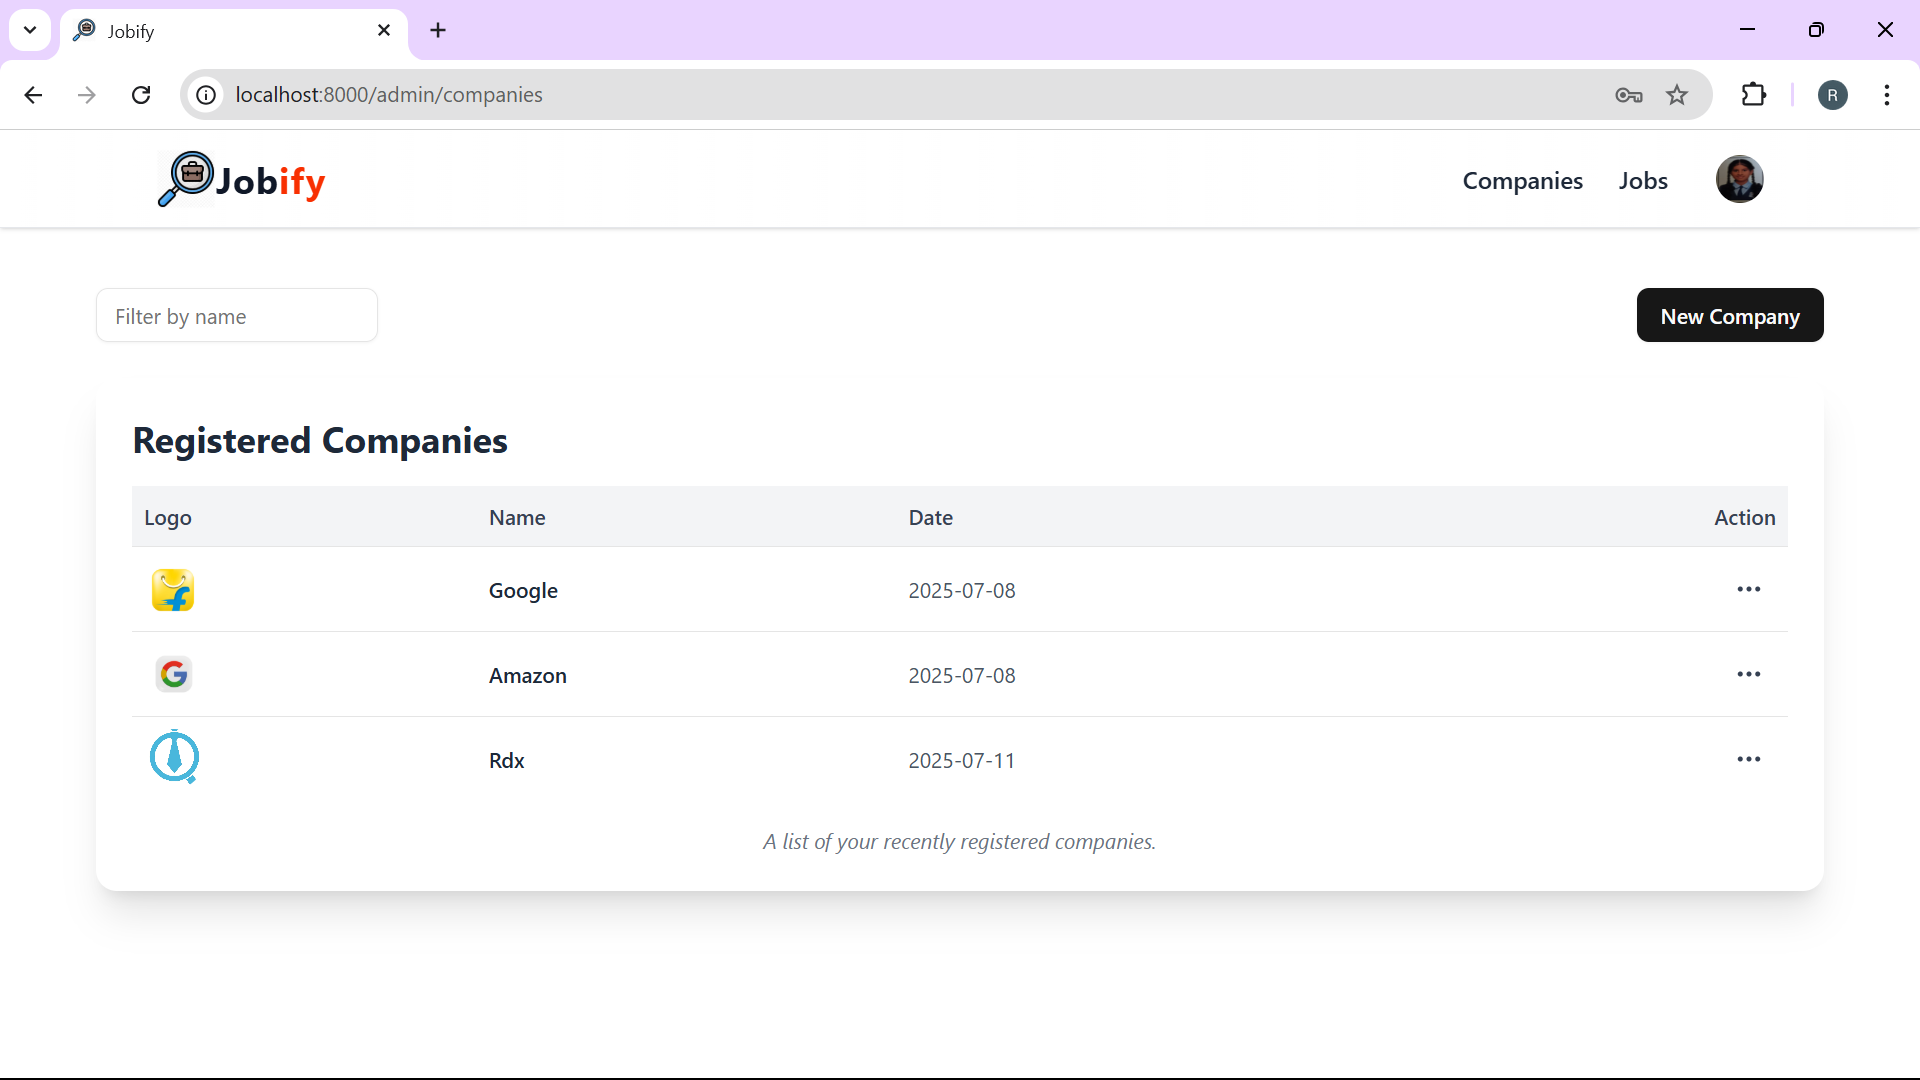 Jobify
localhost:8000/admin/companies
R
Jobify
Companies Jobs
Filter by name
New Company
Registered Companies
Logo Name Date Action
Google 2025-07-08
G Amazon 2025-07-08
Rdx 2025-07-11
A list of your recently registered companies.